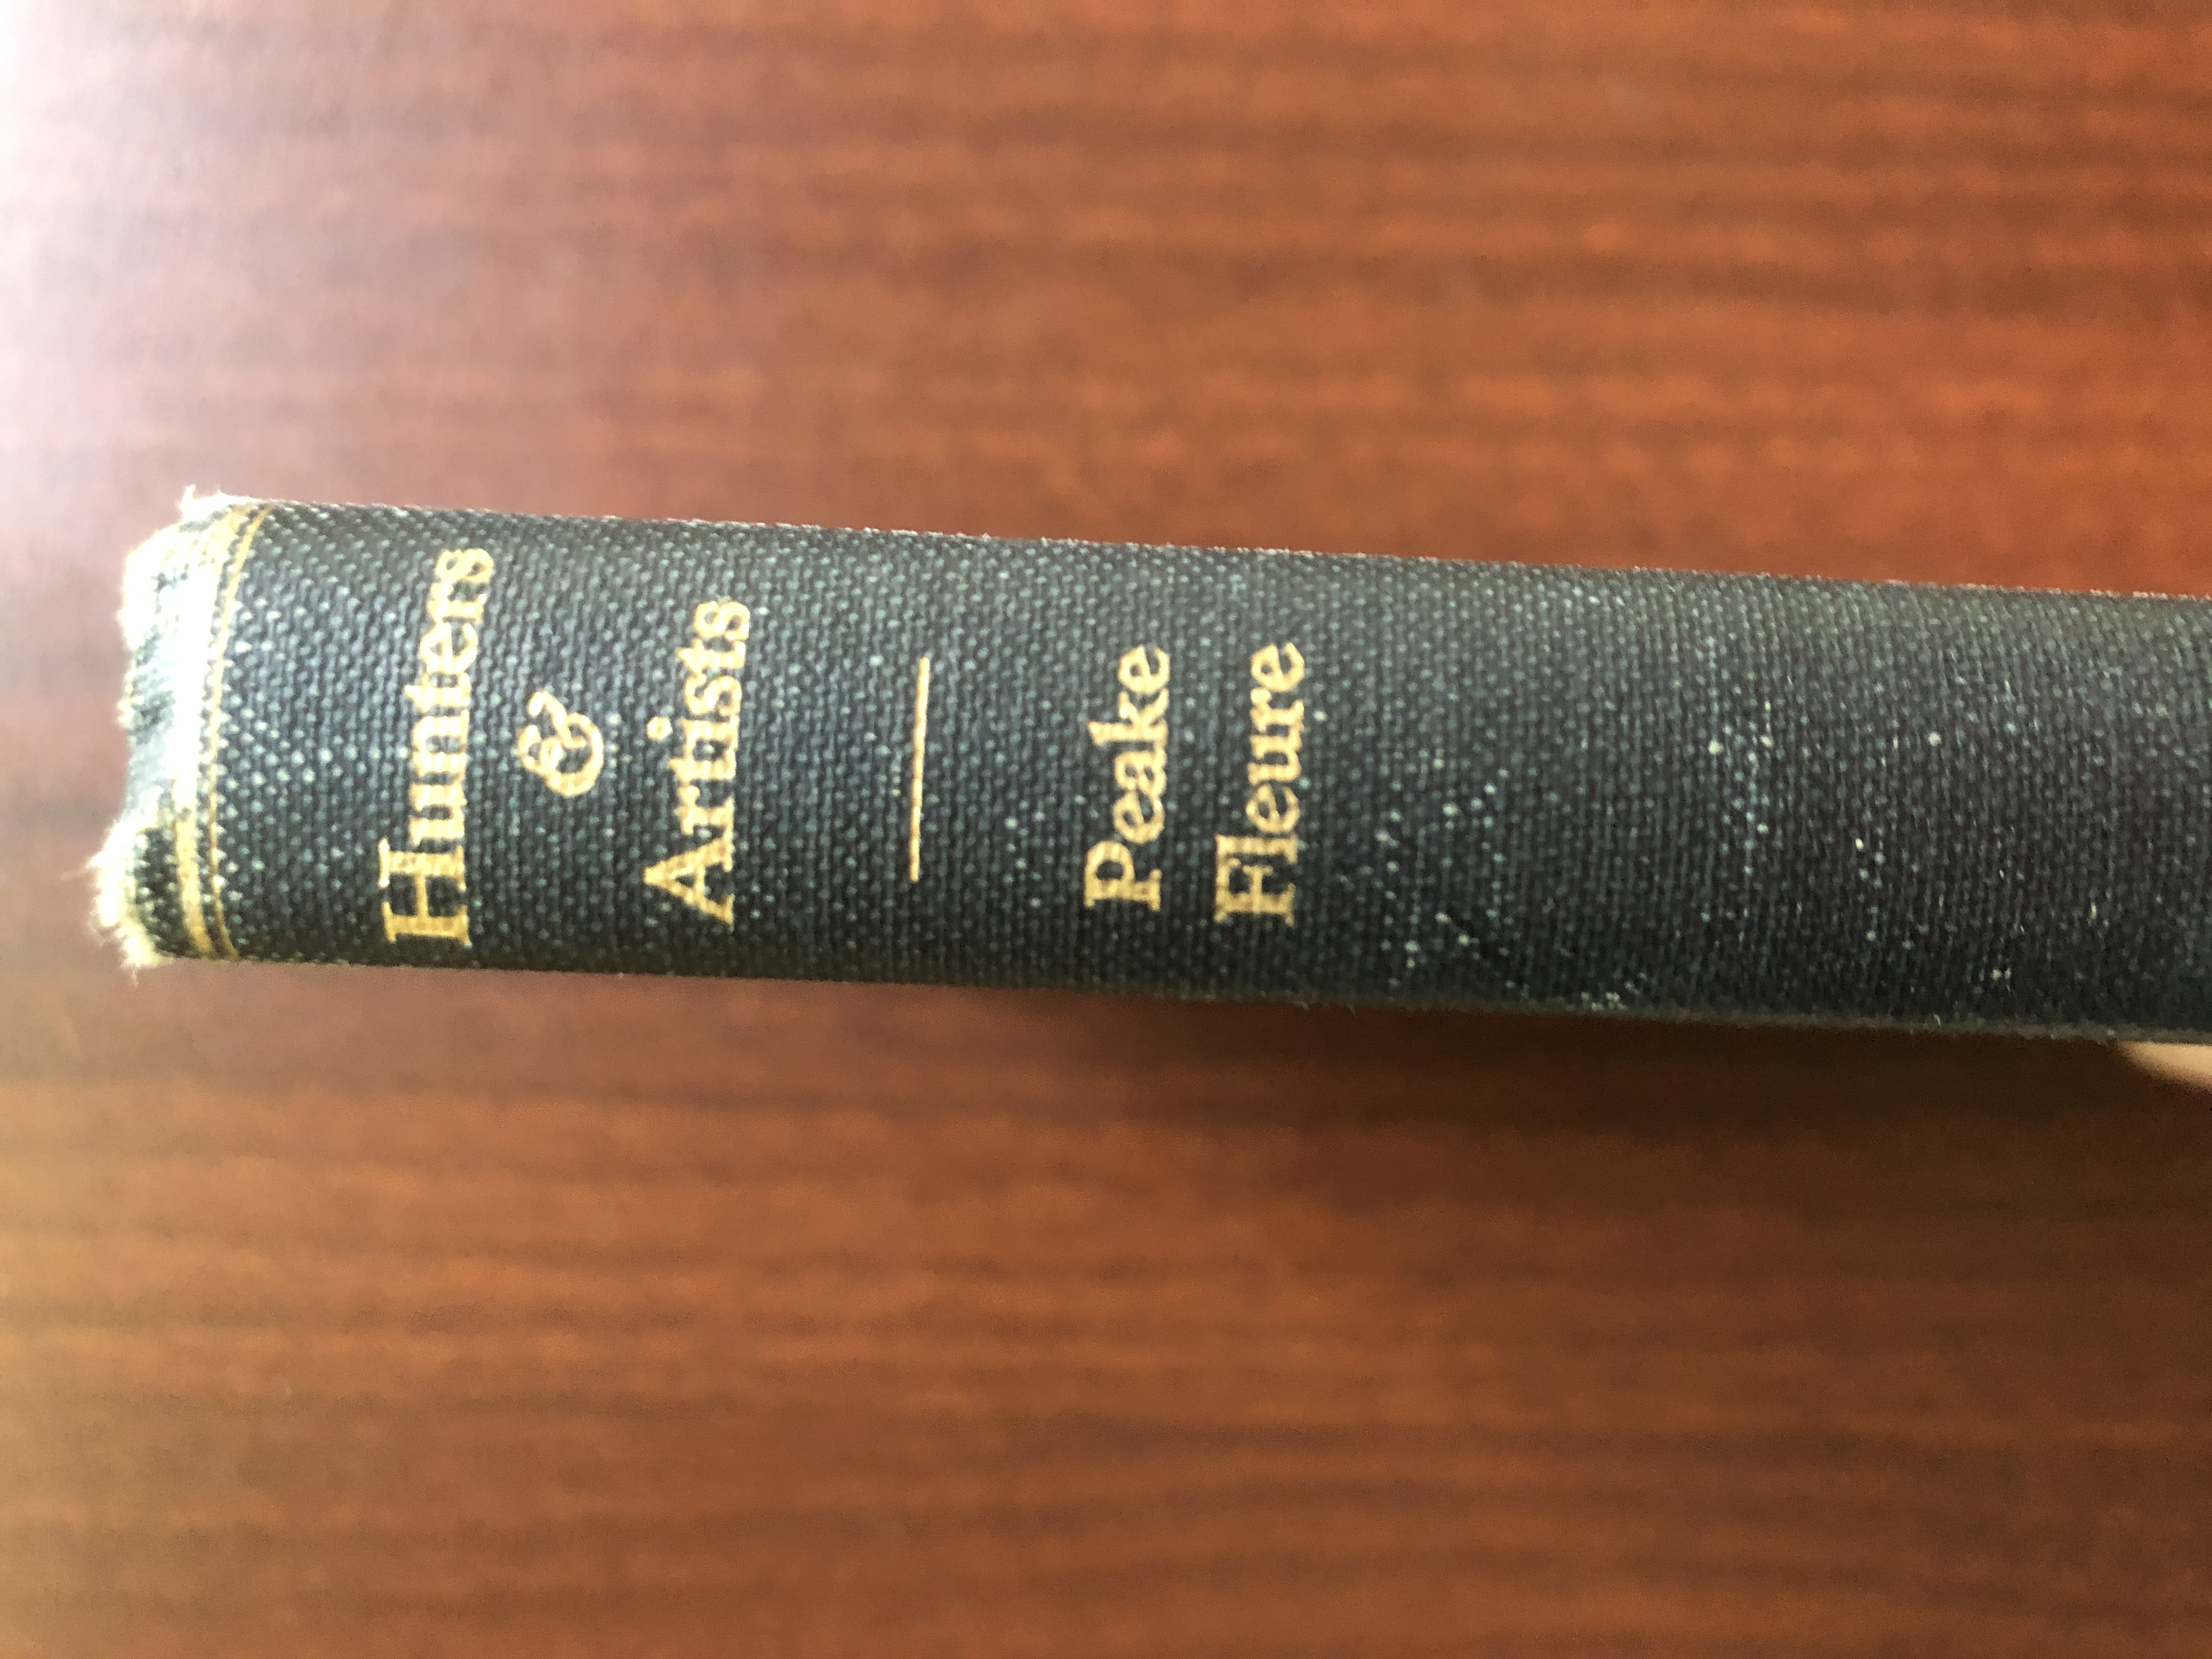 Hunters
&
Artists
Peake
Fleure